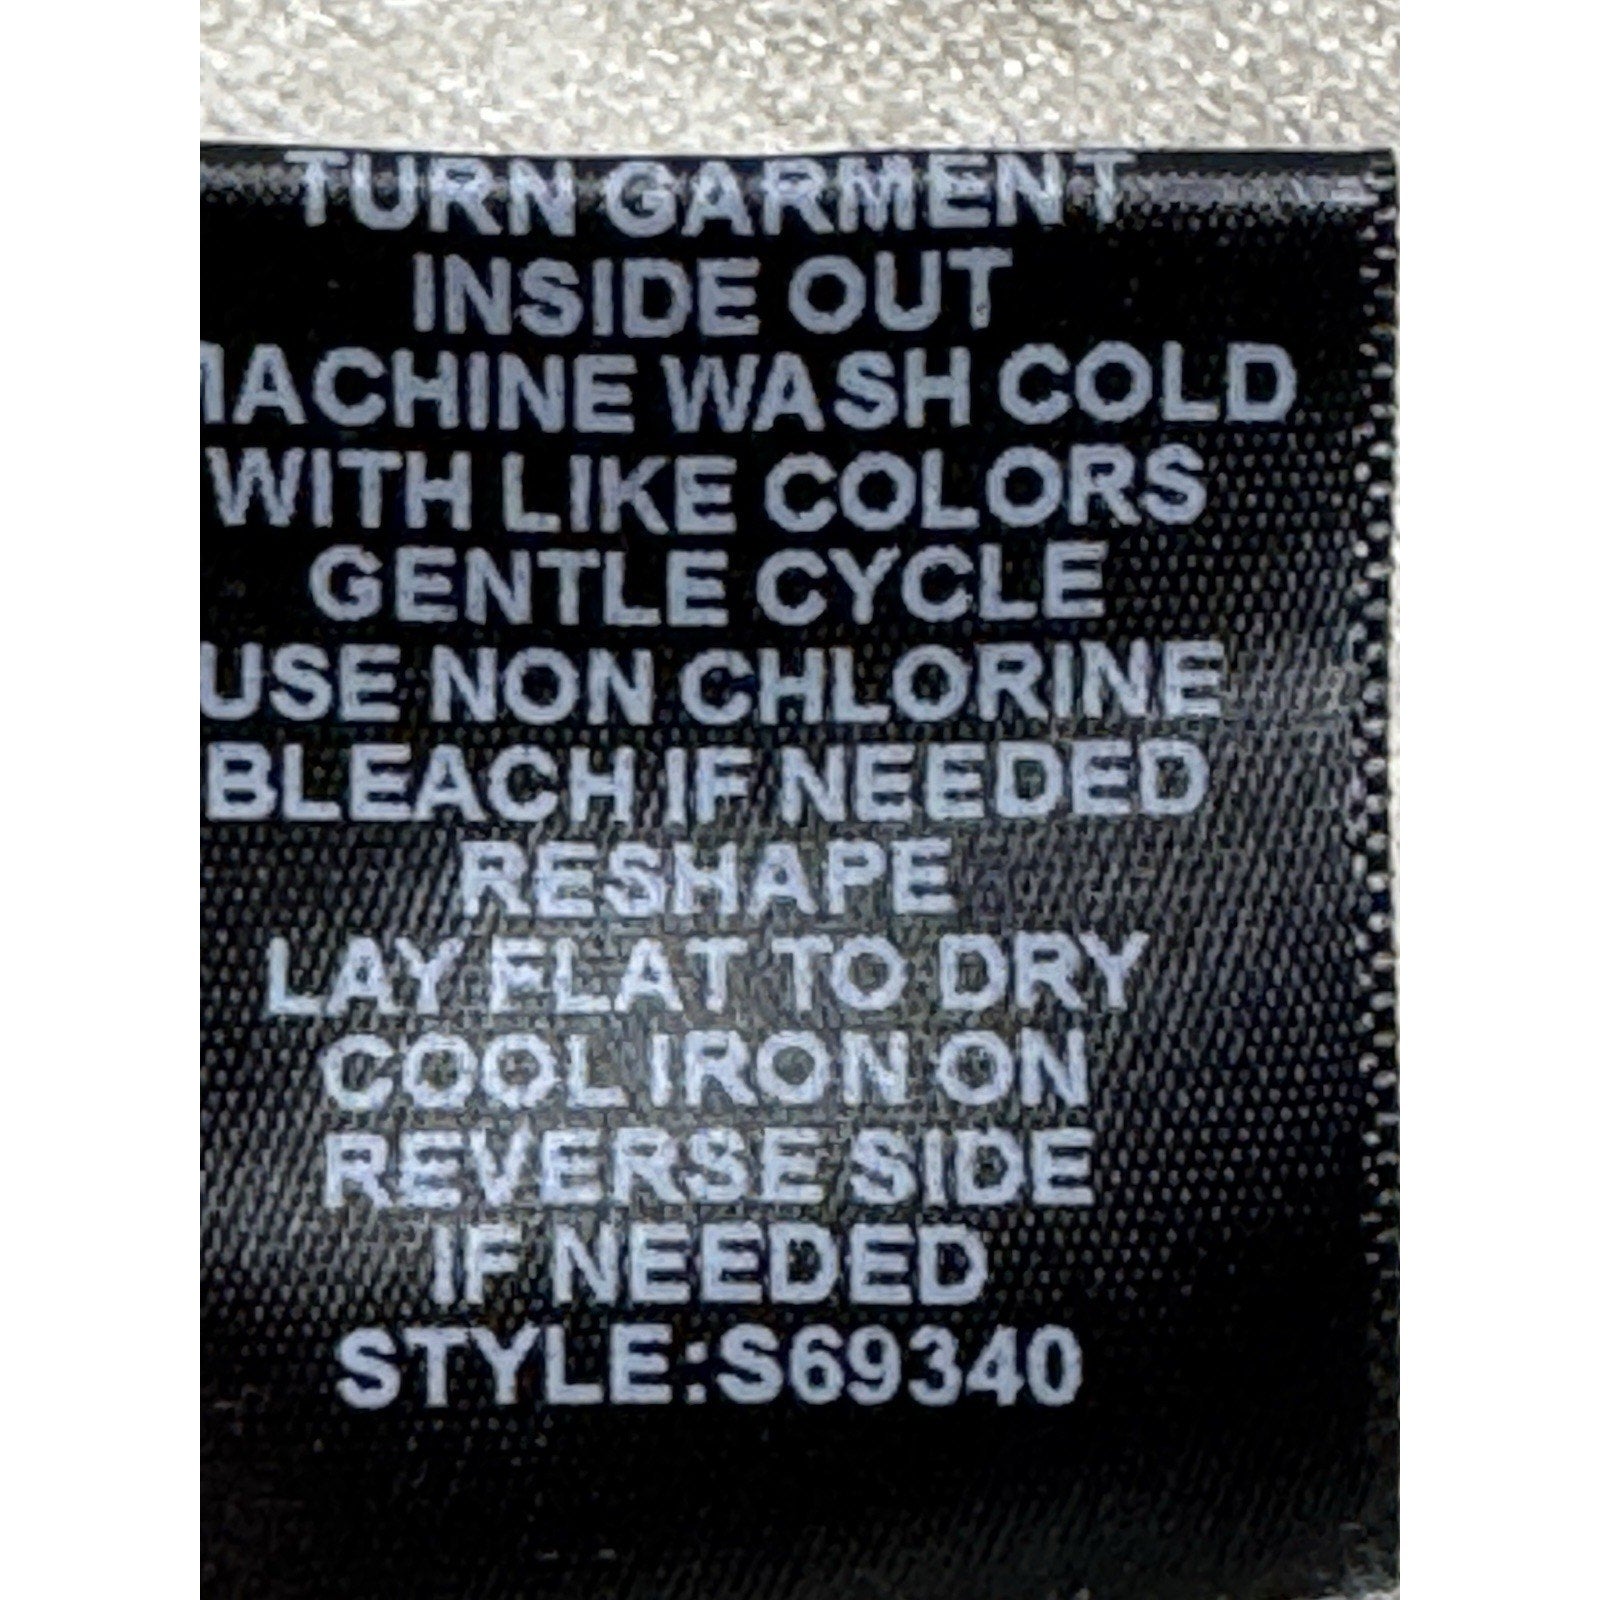 TURN GARMENT
INSIDE OUT
MACHINE WASH COLD
WITH LIKE COLORS
GENTLE CYCLE
USE NON CHLORINE
BLEACH IF NEEDED
RESHAPE
LAY FLAT TO DRY
COOL IRON ON
REVERSE SIDE
IF NEEDED
STYLE:S69340